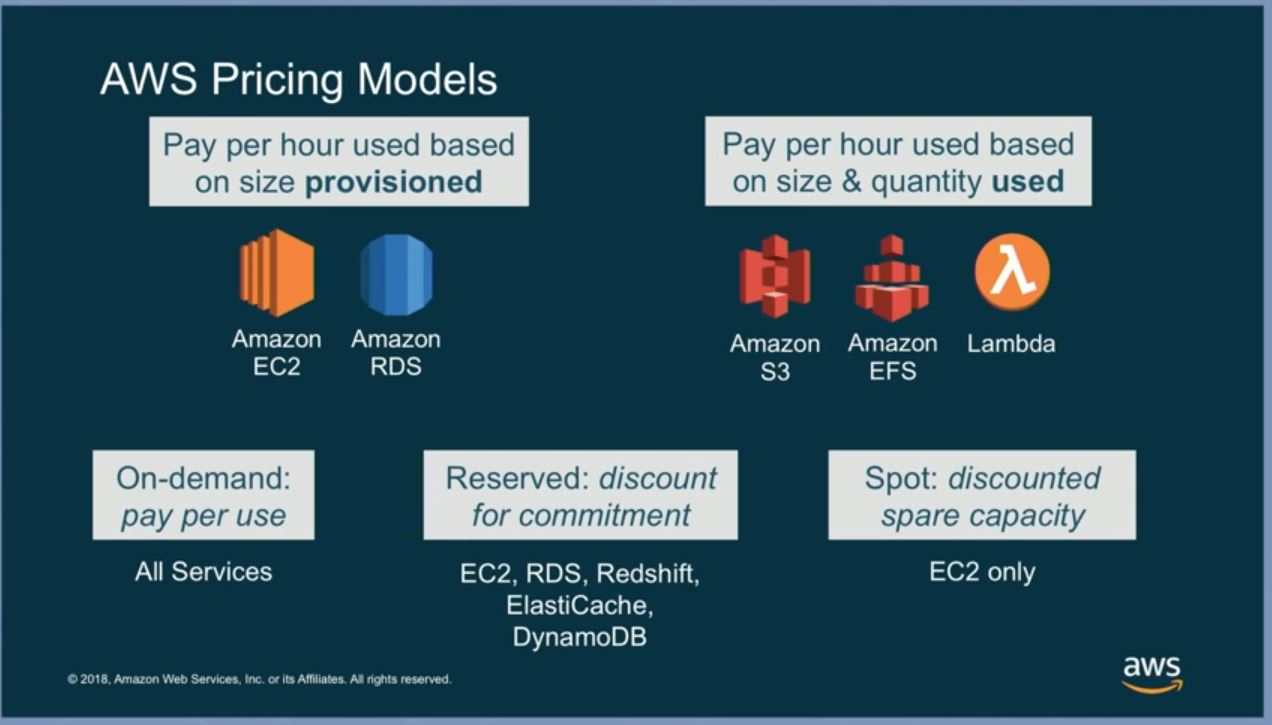 AWS Pricing Models
Pay per hour used based
on size provisioned
Pay per hour used based
on size & quantity used
Amazon
EC2
Amazon
RDS
Amazon
S3
Amazon
EFS
Lambda
On-demand:
pay per use
All Services
Reserved: discount
for commitment
EC2, RDS, Redshift,
ElastiCache,
DynamoDB
Spot: discounted
spare capacity
EC2 only
© 2018, Amazon Web Services, Inc. or its Affiliates. All rights reserved.
aws